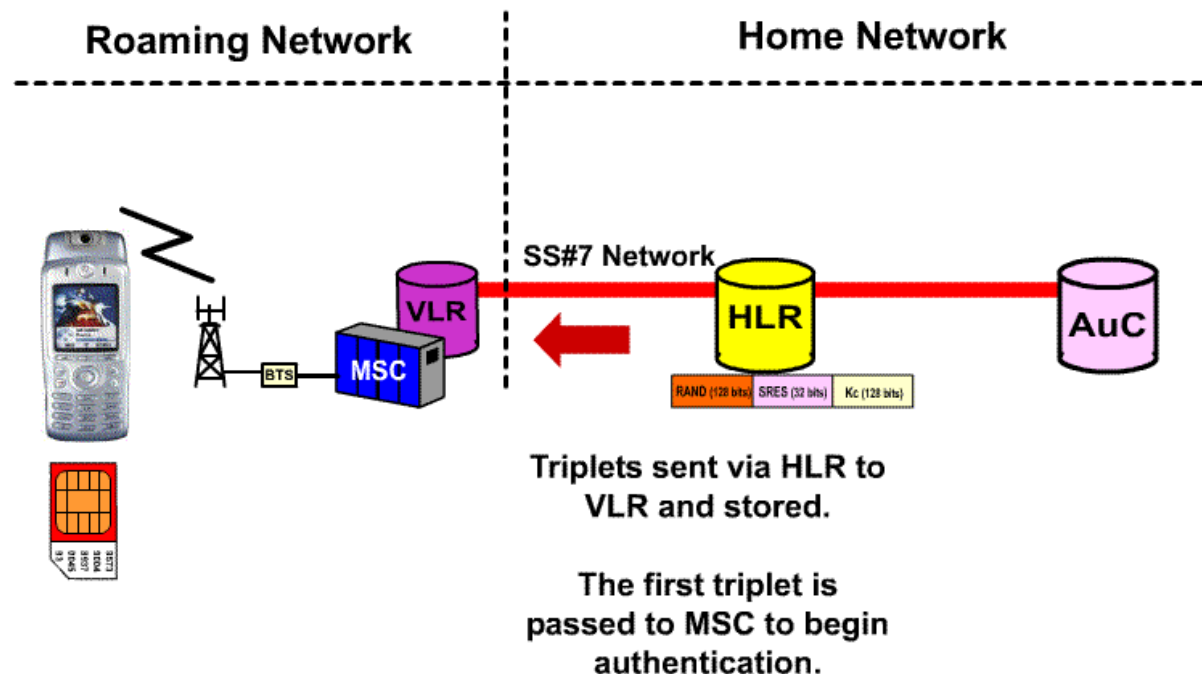 Roaming Network
Home Network
SS#7 Network
VLR
HLR
AuC
MSC
BTS
RAND (128 bits) SRES (32 bits) Kc (128 bits)
Triplets sent via HLR to
VLR and stored.
The first triplet is
passed to MSC to begin
authentication.